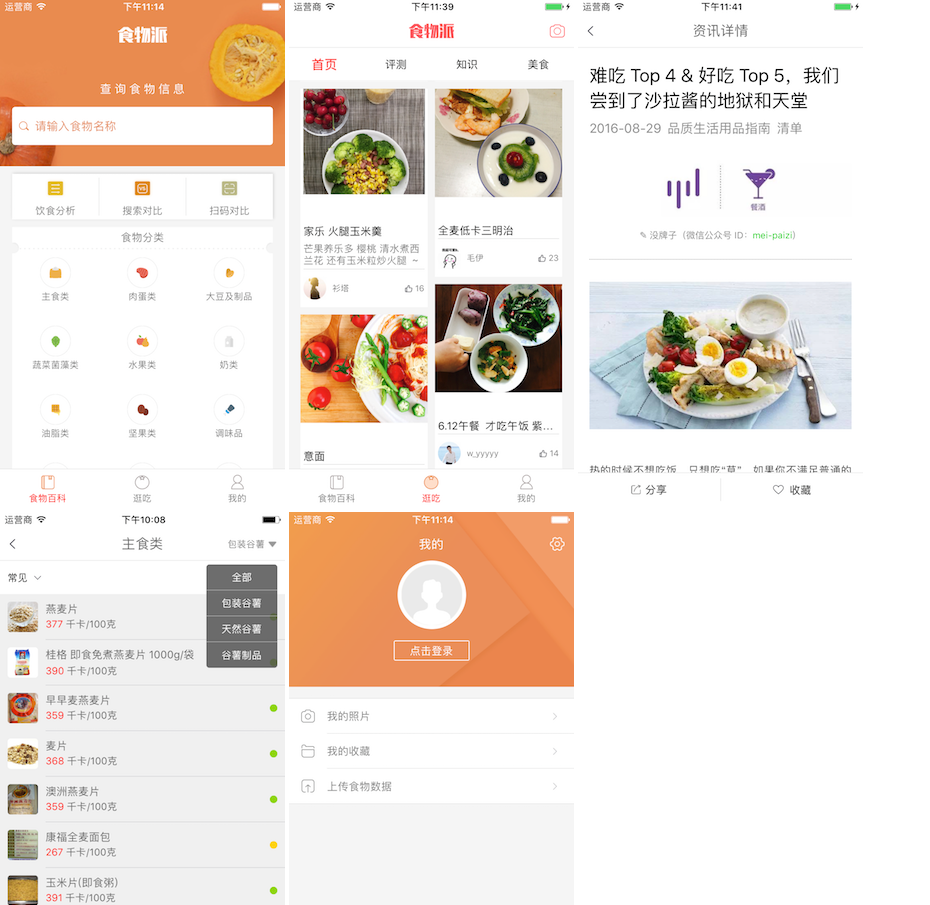 运营商 下午11:14
食物派
查询食物信息
请输入食物名称
饮食分析 搜索对比 扫码对比
VS
食物分类
主食类 肉蛋类 大豆及制品
蔬菜菌藻类 水果类 奶类
油脂类 坚果类 调味品
食物百科 逛吃 我的
运营商 下午11:39
食物派
首页 评测 知识 美食
家乐 火腿玉米羹
芒果养乐多 樱桃 清水煮西
兰花 还有玉米粒炒火腿 ~
衫塔 16
意面
全麦低卡三明治
毛伊 23
6.12午餐 才吃午饭 紫...
w_yyyyy 14
食物百科 逛吃 我的
运营商 下午11:41
资讯详情
难吃 Top 4 & 好吃 Top 5，我们
尝到了沙拉酱的地狱和天堂
2016-08-29 品质生活用品指南 清单
餐酒
✎ 没牌子（微信公众号 ID：mei-paizi）
热的时候不想吃饭，只想吃“草”。如果你不满足普通的
分享 收藏
运营商 下午10:08
主食类 包装谷薯
常见
全部
包装谷薯
天然谷薯
谷薯制品
燕麦片
377 千卡/100克
桂格 即食免煮燕麦片 1000g/袋
390 千卡/100克
早早麦燕麦片
359 千卡/100克
麦片
368 千卡/100克
澳洲燕麦片
359 千卡/100克
康福全麦面包
267 千卡/100克
玉米片(即食粥)
391 千卡/100克
运营商 下午11:14
我的
点击登录
我的照片
我的收藏
上传食物数据